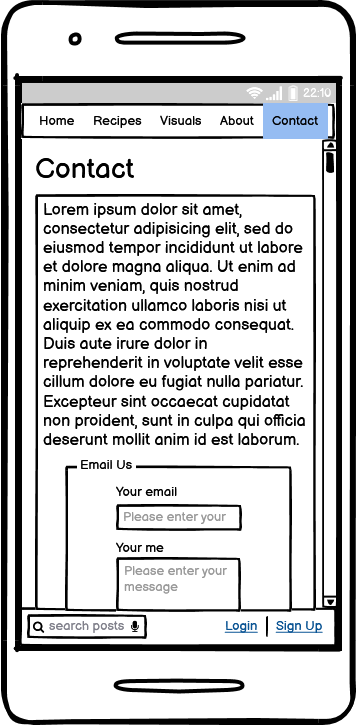 22:10
Home Recipes Visuals About Contact
Contact
Lorem ipsum dolor sit amet,
consectetur adipisicing elit, sed do
eiusmod tempor incididunt ut labore
et dolore magna aliqua. Ut enim ad
minim veniam, quis nostrud
exercitation ullamco laboris nisi ut
aliquip ex ea commodo consequat.
Duis aute irure dolor in
reprehenderit in voluptate velit esse
cillum dolore eu fugiat nulla pariatur.
Excepteur sint occaecat cupidatat
non proident, sunt in culpa qui officia
deserunt mollit anim id est laborum.
Email Us
Your email
Please enter your
Your me
Please enter your
message
search posts Login Sign Up